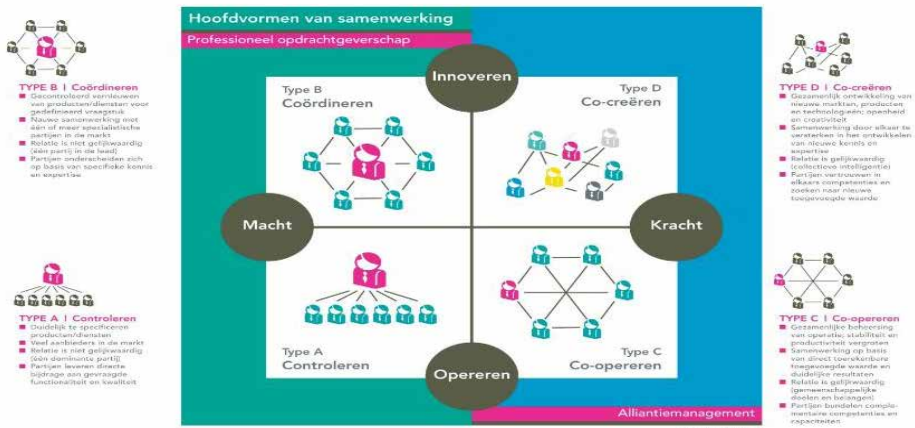 Hoofdvormen van samenwerking
Professioneel opdrachtgeverschap
Innoveren
Type B
Coördineren
Type D
Co-creëren
Macht
Kracht
Type A
Controleren
Type C
Co-opereren
Opereren
Alliantiemanagement
TYPE B | Coördineren
Gecontroleerd vernieuwen
van producten/diensten voor
gedefinieerd vraagstuk
Nauwe samenwerking met
één of meer specialistische
partijen in de markt
Relatie is niet gelijkwaardig
(één partij in de lead)
Partijen onderscheiden zich
op basis van specifieke kennis
en expertise
TYPE A | Controleren
Duidelijk te specificeren
producten/diensten
Veel aanbieders in de markt
Relatie is niet gelijkwaardig
(één dominante partij)
Partijen leveren directe
bijdrage aan gevraagde
functionaliteit en kwaliteit
TYPE D | Co-creëren
Gezamenlijk ontwikkeling van
nieuwe markten, producten
en technologieën; openheid
en creativiteit
Samenwerking door elkaar te
versterken in het ontwikkelen
van nieuwe kennis en
expertise
Relatie is gelijkwaardig
(collectieve intelligentie)
Partijen vertrouwen in
elkaars competenties en
zoeken naar nieuwe
toegevoegde waarde
TYPE C | Co-opereren
Gezamenlijke beheersing
van operatie; stabiliteit en
productiviteit vergroten
Samenwerking op basis
van direct toerekenbare
toegevoegde waarde en
duidelijke resultaten
Relatie is gelijkwaardig
(gemeenschappelijke
doelen en belangen)
Partijen bundelen comple-
mentaire competenties en
capaciteiten